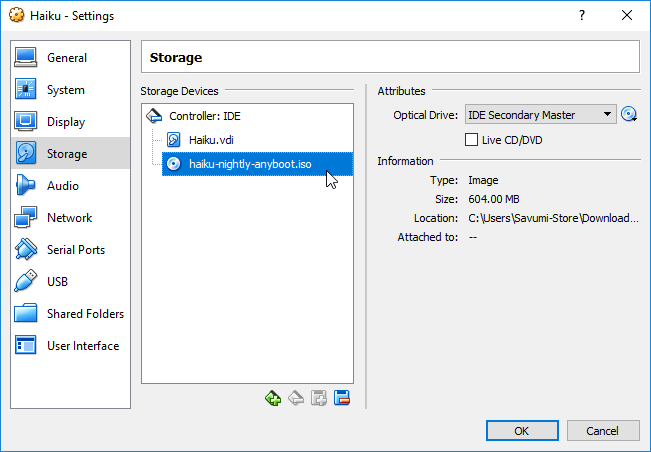 Haiku - Settings
General
System
Display
Storage
Audio
Network
Serial Ports
USB
Shared Folders
User Interface
Storage
Storage Devices
Controller: IDE
Haiku.vdi
haiku-nightly-anyboot.iso
Attributes
Optical Drive: IDE Secondary Master
Live CD/DVD
Information
Type: Image
Size: 604.00 MB
Location: C:\Users\Savumi-Store\Download...
Attached to: --
OK Cancel